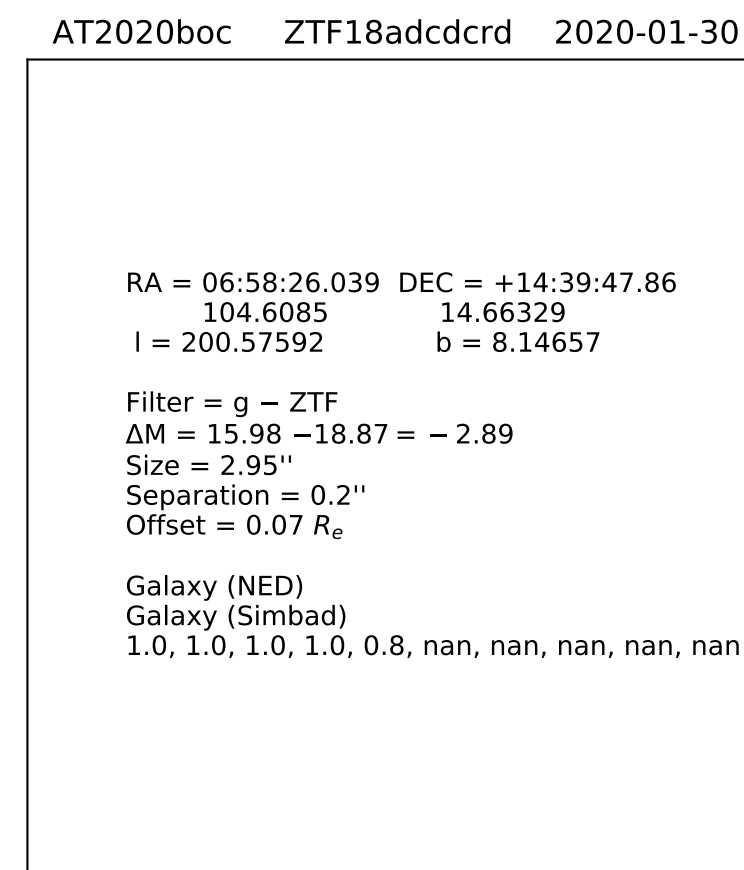 AT2020boc ZTF18adcdcrd 2020-01-30
RA = 06:58:26.039 DEC = +14:39:47.86
104.6085 14.66329
l = 200.57592 b = 8.14657
Filter = g − ZTF
ΔM = 15.98 −18.87 = − 2.89
Size = 2.95''
Separation = 0.2''
Offset = 0.07 Rₑ
Galaxy (NED)
Galaxy (Simbad)
1.0, 1.0, 1.0, 1.0, 0.8, nan, nan, nan, nan, nan